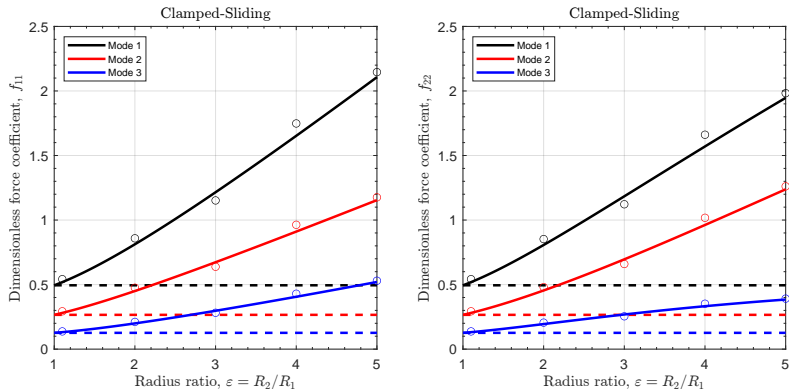 Clamped-Sliding
Dimensionless force coefficient, f₁₁
2.5
2
1.5
1
0.5
0
Mode 1
Mode 2
Mode 3
1 2 3 4 5
Radius ratio, ε = R₂/R₁
Clamped-Sliding
Dimensionless force coefficient, f₂₂
2.5
2
1.5
1
0.5
0
Mode 1
Mode 2
Mode 3
1 2 3 4 5
Radius ratio, ε = R₂/R₁